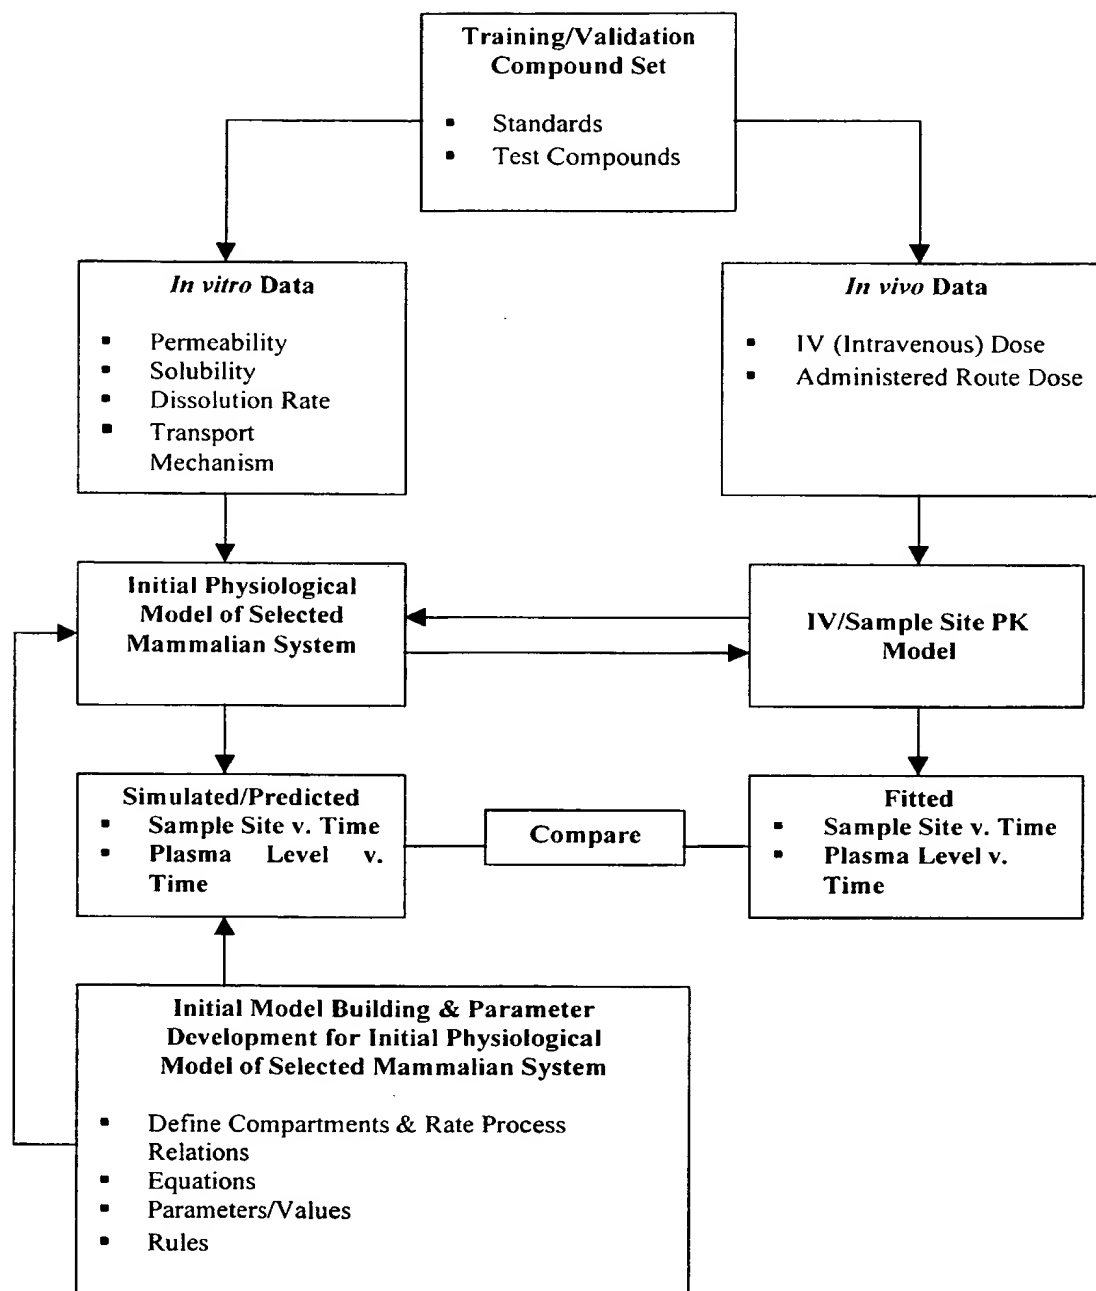 Training/Validation
Compound Set
▪ Standards
▪ Test Compounds
In vitro Data
▪ Permeability
▪ Solubility
▪ Dissolution Rate
▪ Transport
Mechanism
In vivo Data
▪ IV (Intravenous) Dose
▪ Administered Route Dose
Initial Physiological
Model of Selected
Mammalian System
IV/Sample Site PK
Model
Simulated/Predicted
▪ Sample Site v. Time
▪ Plasma Level v.
Time
Compare
Fitted
▪ Sample Site v. Time
▪ Plasma Level v.
Time
Initial Model Building & Parameter
Development for Initial Physiological
Model of Selected Mammalian System
▪ Define Compartments & Rate Process
Relations
▪ Equations
▪ Parameters/Values
▪ Rules